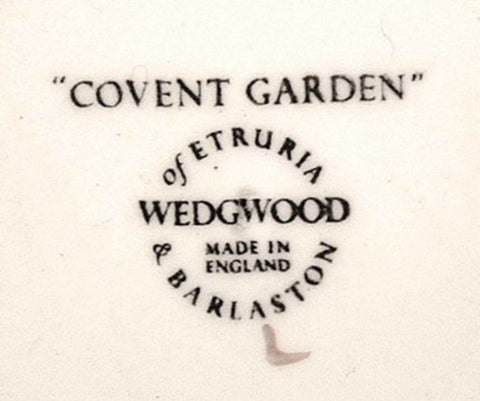 "COVENT GARDEN"
of ETRURIA
WEDGWOOD
MADE IN
ENGLAND
& BARLASTON
L